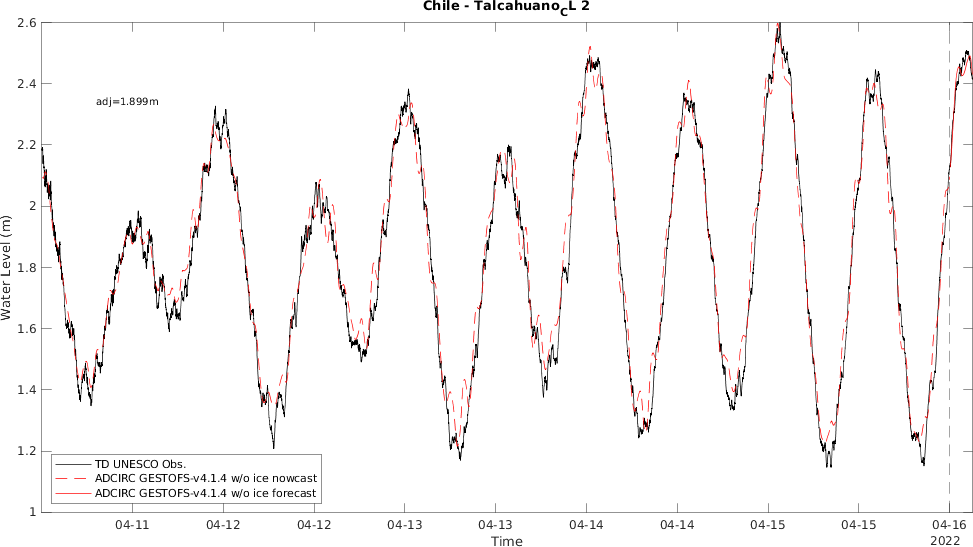 Chile - Talcahuano_CL 2
2.6
2.4
2.2
2
1.8
1.6
1.4
1.2
1
Water Level (m)
adj=1.899m
TD UNESCO Obs.
ADCIRC GESTOFS-v4.1.4 w/o ice nowcast
ADCIRC GESTOFS-v4.1.4 w/o ice forecast
04-11 04-12 04-12 04-13 04-13 04-14 04-14 04-15 04-15 04-16
2022
Time